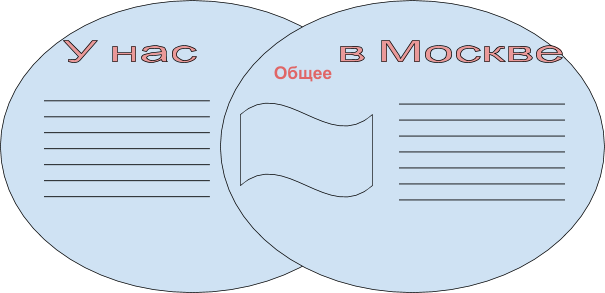 У нас
Общее
в Москве